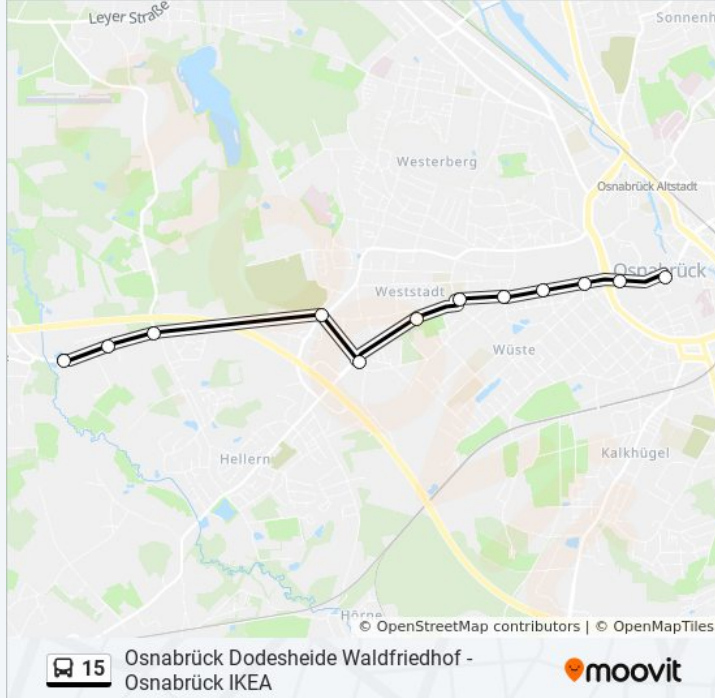 Leyer Straße
Sonnenh
Westerberg
Osnabrück Altstadt
Osnabrück
Weststadt
Wüste
Hellern
Kalkhügel
Hörne
© OpenStreetMap contributors | © OpenMapTiles
15
Osnabrück Dodesheide Waldfriedhof -
Osnabrück IKEA
moovit